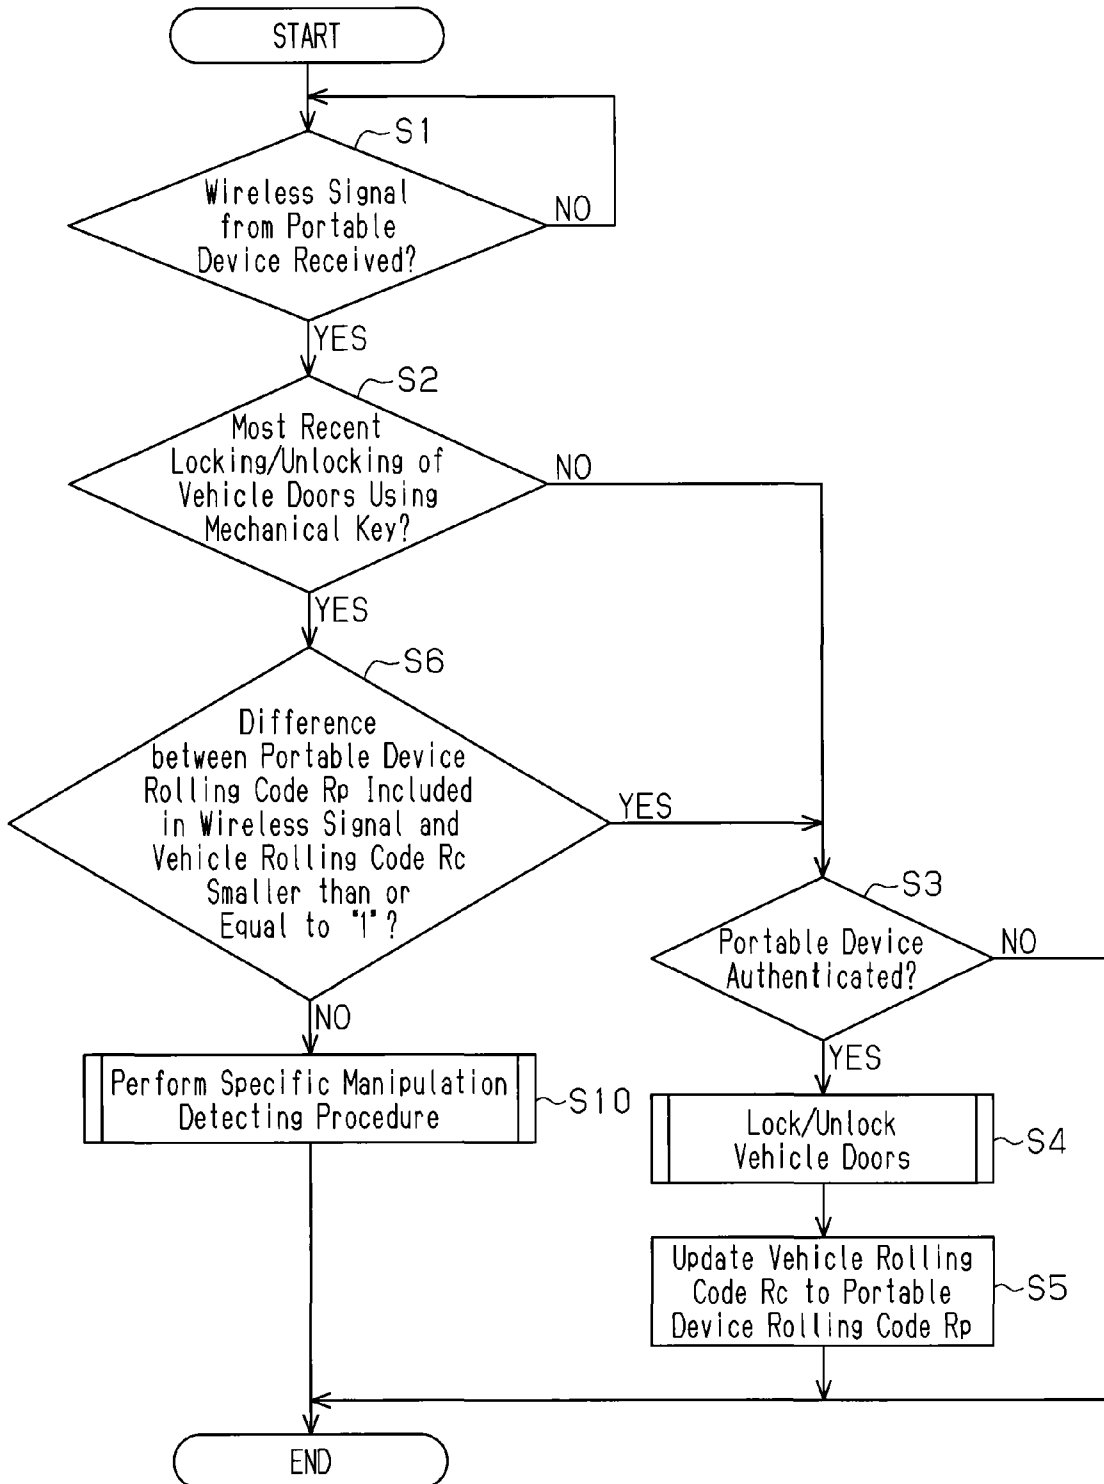 START
S1
Wireless Signal
from Portable
Device Received?
NO
YES
S2
Most Recent
Locking/Unlocking of
Vehicle Doors Using
Mechanical Key?
NO
YES
S6
Difference
between Portable Device
Rolling Code Rp Included
in Wireless Signal and
Vehicle Rolling Code Rc
Smaller than or
Equal to "1"?
YES
NO
S3
Portable Device
Authenticated?
NO
YES
Perform Specific Manipulation
Detecting Procedure
S10
Lock/Unlock
Vehicle Doors
S4
Update Vehicle Rolling
Code Rc to Portable
Device Rolling Code Rp
S5
END